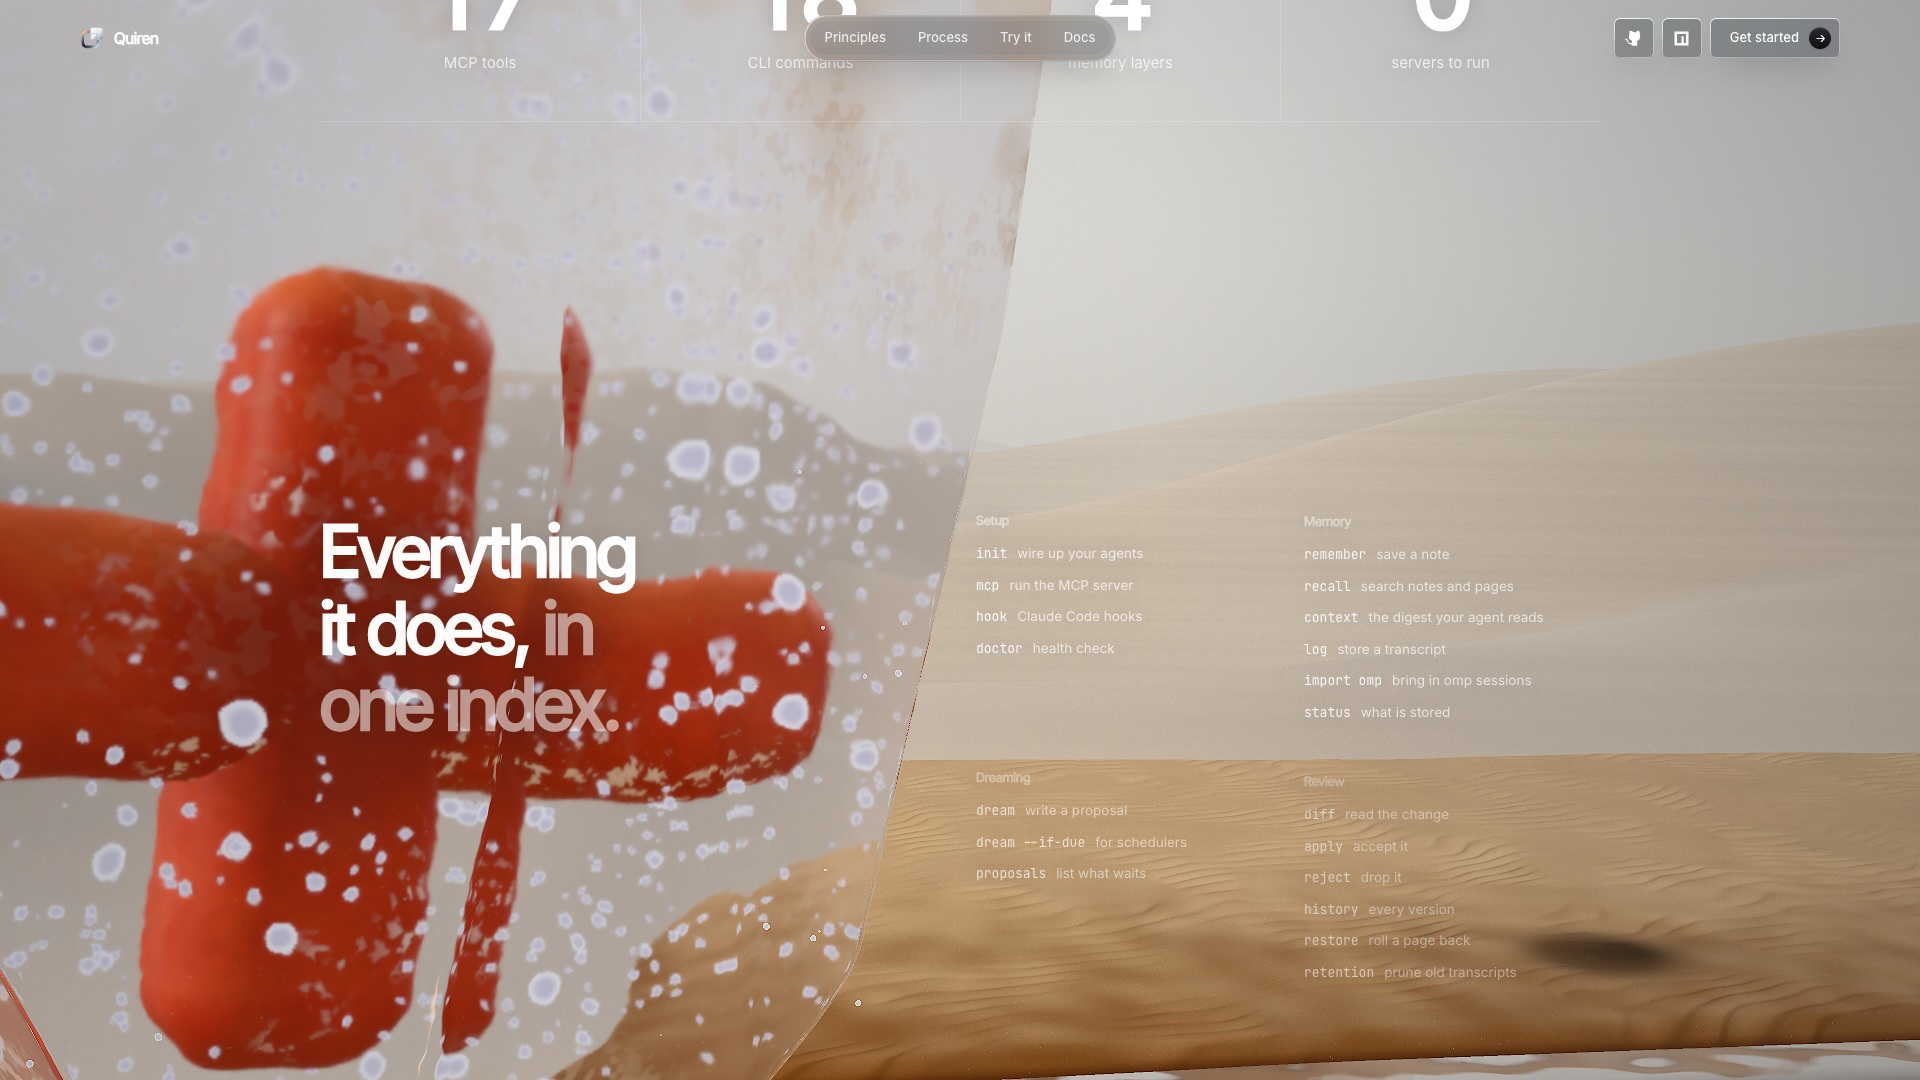 Quiren
Principles
Process
Try it
Docs
Get started
17
MCP tools
18
CLI commands
4
memory layers
0
servers to run
Everything
it does, in
one index.
Setup
init wire up your agents
mcp run the MCP server
hook Claude Code hooks
doctor health check
Memory
remember save a note
recall search notes and pages
context the digest your agent reads
log store a transcript
import omp bring in omp sessions
status what is stored
Dreaming
dream write a proposal
dream --if-due for schedulers
proposals list what waits
Review
diff read the change
apply accept it
reject drop it
history every version
restore roll a page back
retention prune old transcripts